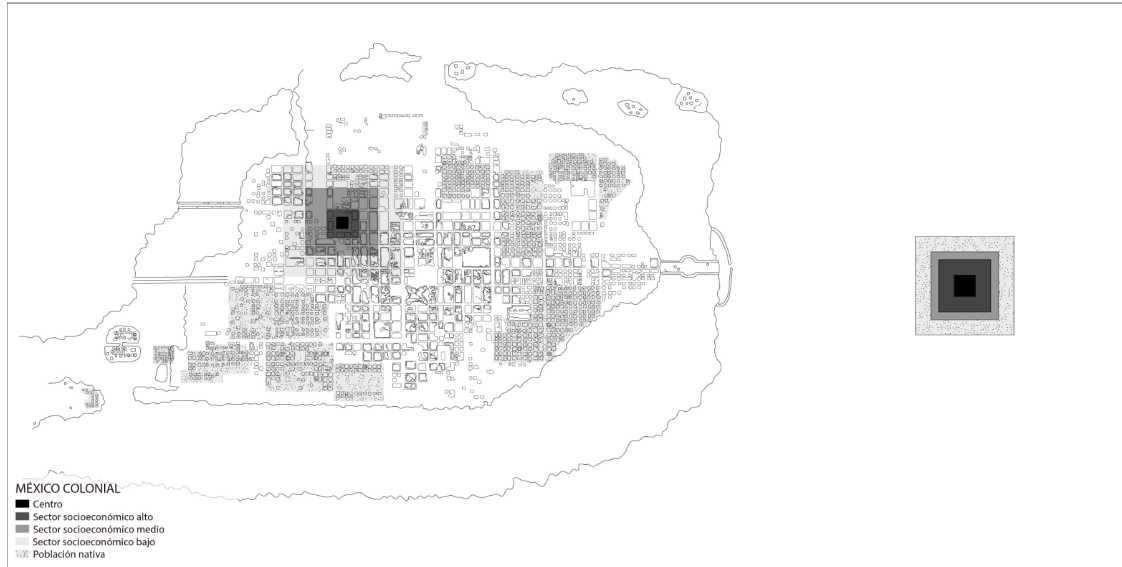 MÉXICO COLONIAL
Centro
Sector socioeconómico alto
Sector socioeconómico medio
Sector socioeconómico bajo
Población nativa